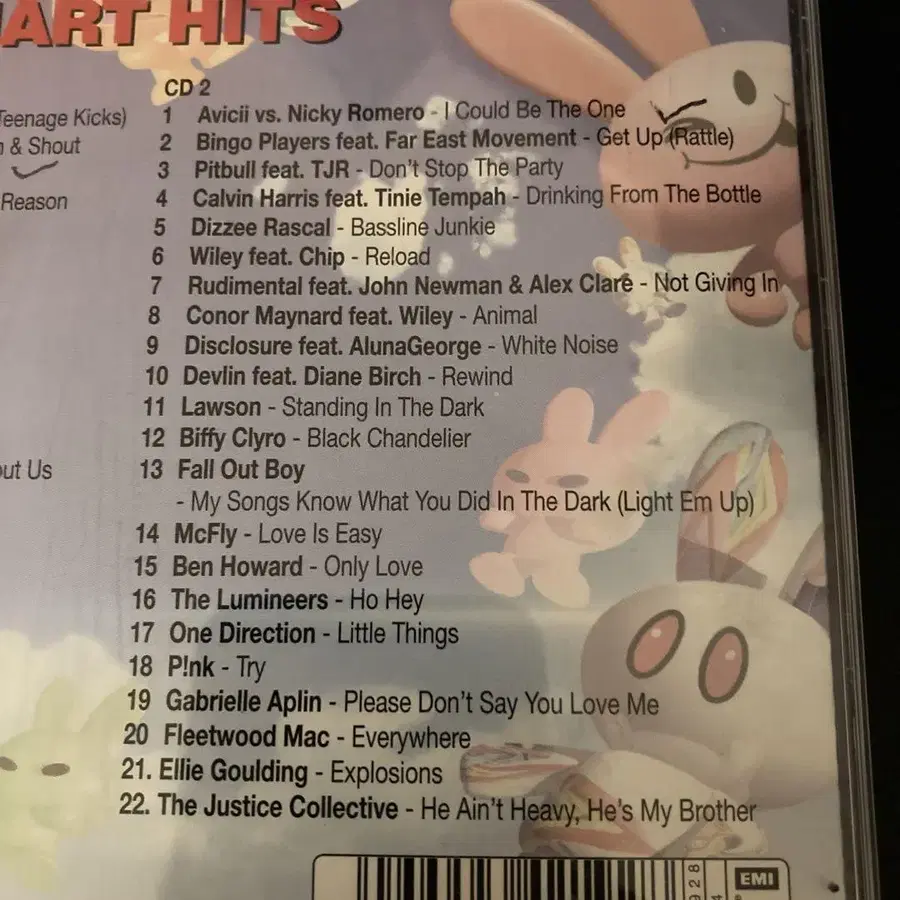 ART HITS
Teenage Kicks)
& Shout
Reason
out Us
CD 2
1 Avicii vs. Nicky Romero - I Could Be The One
2 Bingo Players feat. Far East Movement - Get Up (Rattle)
3 Pitbull feat. TJR - Don't Stop The Party
4 Calvin Harris feat. Tinie Tempah - Drinking From The Bottle
5 Dizzee Rascal - Bassline Junkie
6 Wiley feat. Chip - Reload
7 Rudimental feat. John Newman & Alex Clare - Not Giving In
8 Conor Maynard feat. Wiley - Animal
9 Disclosure feat. AlunaGeorge - White Noise
10 Devlin feat. Diane Birch - Rewind
11 Lawson - Standing In The Dark
12 Biffy Clyro - Black Chandelier
13 Fall Out Boy
- My Songs Know What You Did In The Dark (Light Em Up)
14 McFly - Love Is Easy
15 Ben Howard - Only Love
16 The Lumineers - Ho Hey
17 One Direction - Little Things
18 P!nk - Try
19 Gabrielle Aplin - Please Don't Say You Love Me
20 Fleetwood Mac - Everywhere
21. Ellie Goulding - Explosions
22. The Justice Collective - He Ain't Heavy, He's My Brother
928
EMI